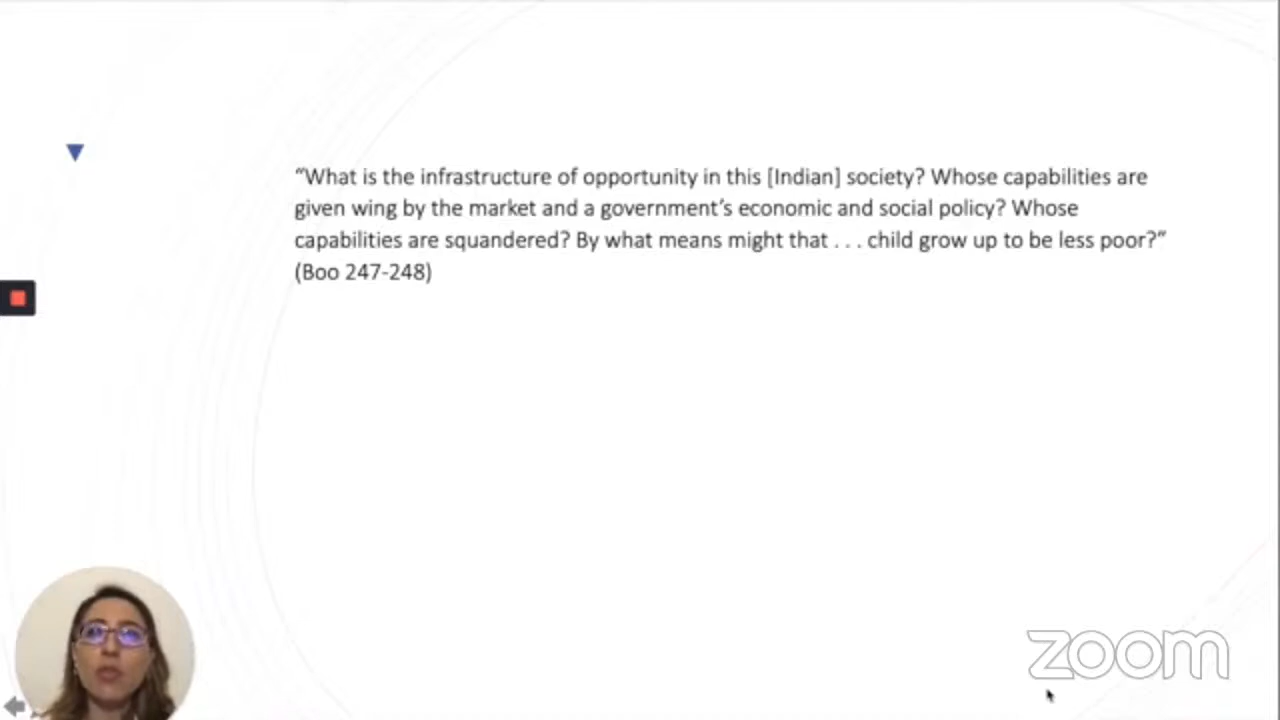 “What is the infrastructure of opportunity in this [Indian] society? Whose capabilities are
given wing by the market and a government’s economic and social policy? Whose
capabilities are squandered? By what means might that . . . child grow up to be less poor?”
(Boo 247-248)
zoom